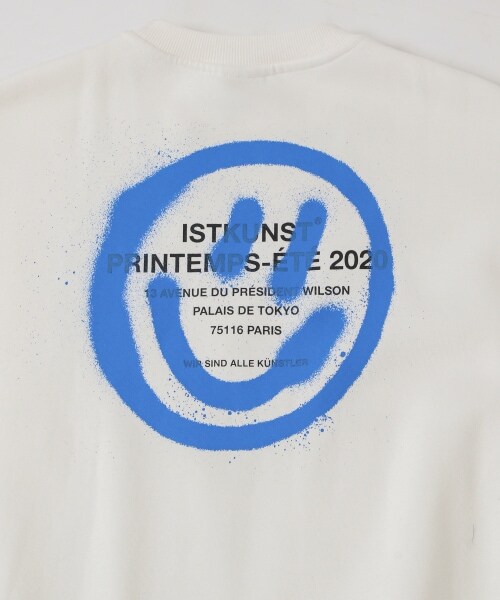 ISTKUNST®
PRINTEMPS-ÉTÉ 2020
13 AVENUE DU PRÉSIDENT WILSON
PALAIS DE TOKYO
75116 PARIS
WIR SIND ALLE KÜNSTLER